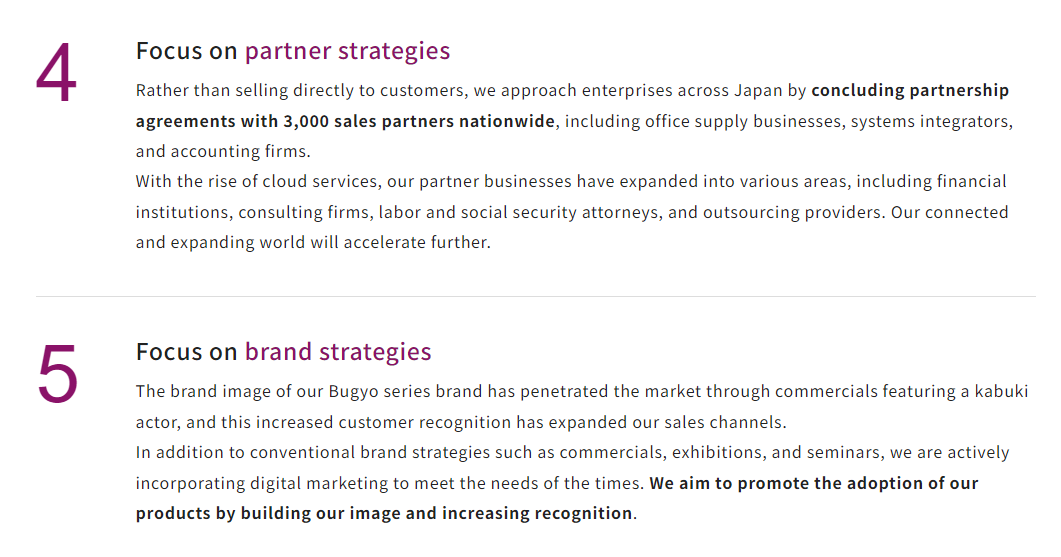 4
Focus on partner strategies
Rather than selling directly to customers, we approach enterprises across Japan by concluding partnership
agreements with 3,000 sales partners nationwide, including office supply businesses, systems integrators,
and accounting firms.
With the rise of cloud services, our partner businesses have expanded into various areas, including financial
institutions, consulting firms, labor and social security attorneys, and outsourcing providers. Our connected
and expanding world will accelerate further.
5
Focus on brand strategies
The brand image of our Bugyo series brand has penetrated the market through commercials featuring a kabuki
actor, and this increased customer recognition has expanded our sales channels.
In addition to conventional brand strategies such as commercials, exhibitions, and seminars, we are actively
incorporating digital marketing to meet the needs of the times. We aim to promote the adoption of our
products by building our image and increasing recognition.